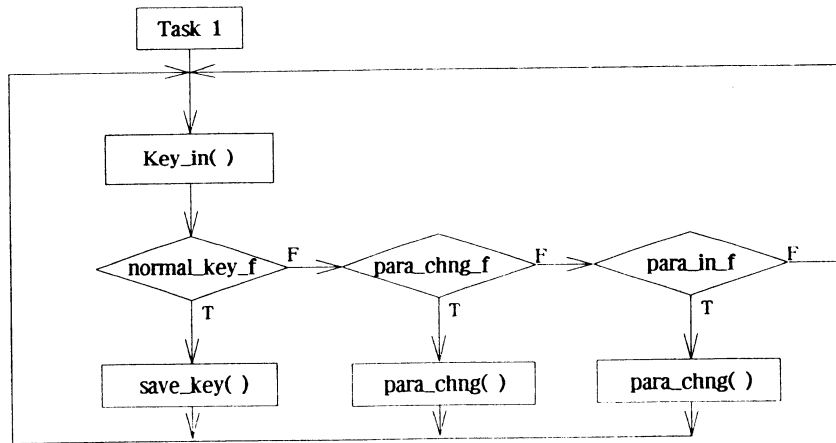 Task 1
Key_in( )
normal_key_f
F
para_chng_f
F
para_in_f
F
T
T
T
save_key( )
para_chng( )
para_chng( )